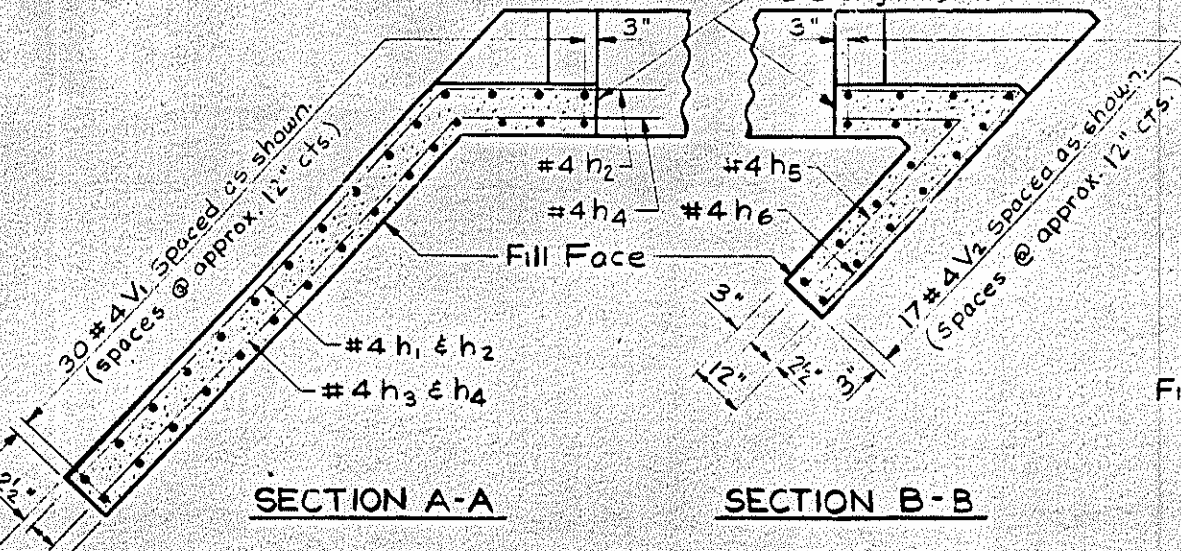 3"
3"
30 #4 V1 Spaced as shown.
(spaces @ approx. 12" cts.)
#4 h2
#4 h4
#4 h5
#4 h6
17 #4 V2 Spaced as shown.
(Spaces @ approx. 12" cts.)
Fill Face
#4 h1 & h2
#4 h3 & h4
3"
12"
2½"
3"
2½"
SECTION A-A
SECTION B-B